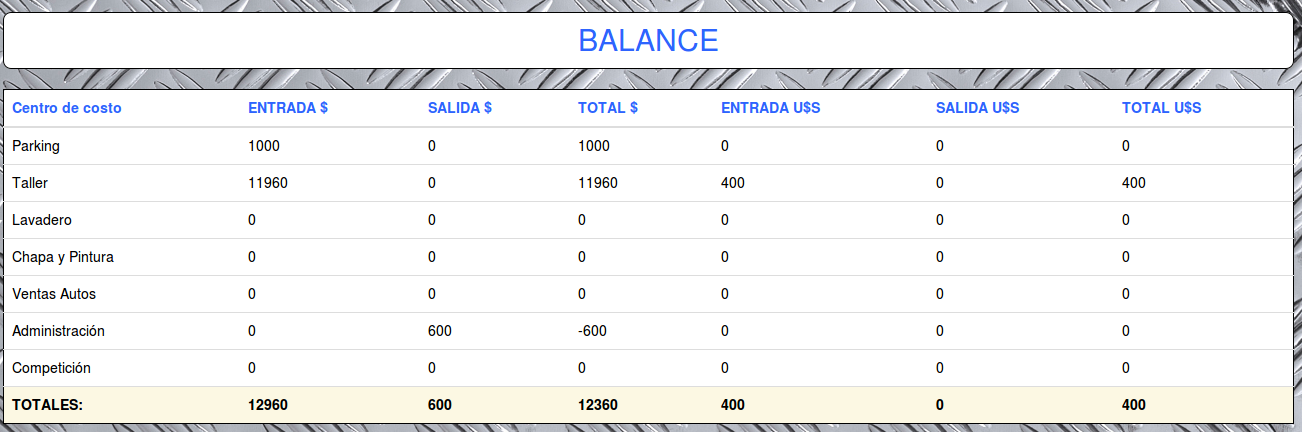 BALANCE
Centro de costo ENTRADA $ SALIDA $ TOTAL $ ENTRADA U$S SALIDA U$S TOTAL U$S
Parking 1000 0 1000 0 0 0
Taller 11960 0 11960 400 0 400
Lavadero 0 0 0 0 0 0
Chapa y Pintura 0 0 0 0 0 0
Ventas Autos 0 0 0 0 0 0
Administración 0 600 -600 0 0 0
Competición 0 0 0 0 0 0
TOTALES: 12960 600 12360 400 0 400